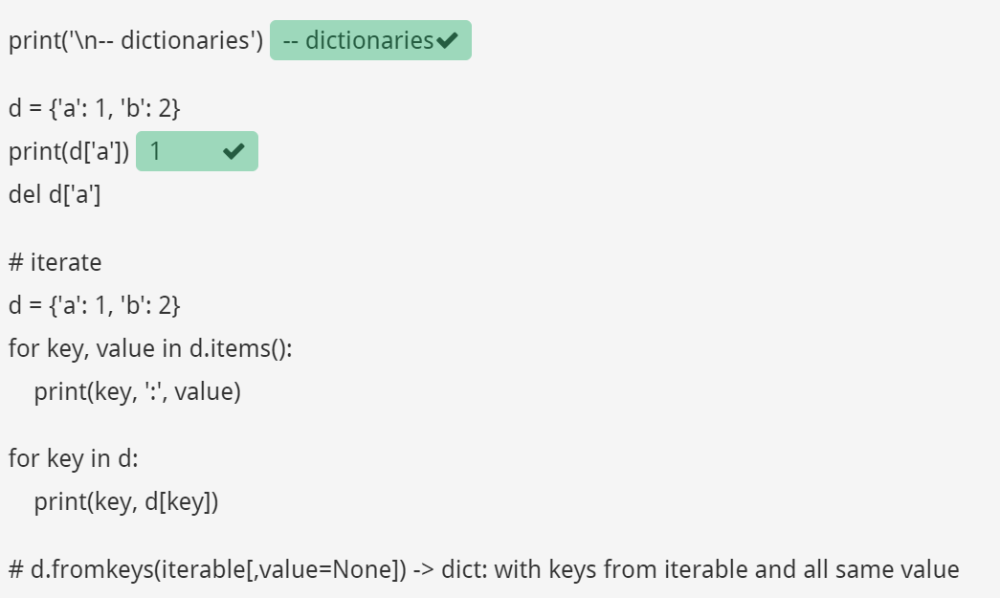 print('\n-- dictionaries') -- dictionaries
d = {'a': 1, 'b': 2}
print(d['a']) 1
del d['a']
# iterate
d = {'a': 1, 'b': 2}
for key, value in d.items():
    print(key, ':', value)
for key in d:
    print(key, d[key])
# d.fromkeys(iterable[,value=None]) -> dict: with keys from iterable and all same value